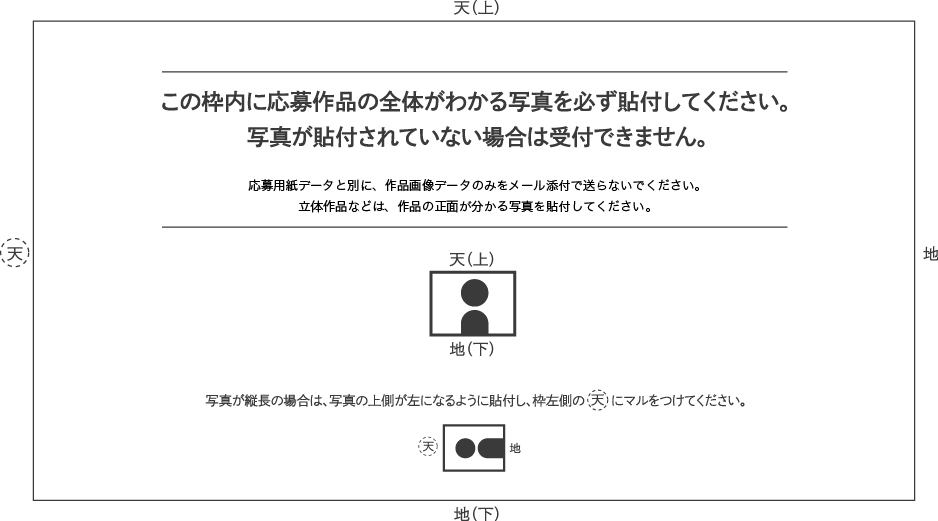 天（上）
この枠内に応募作品の全体がわかる写真を必ず貼付してください。
写真が貼付されていない場合は受付できません。
応募用紙データと別に、作品画像データのみをメール添付で送らないでください。
立体作品などは、作品の正面が分かる写真を貼付してください。
天
地
天（上）
地（下）
写真が縦長の場合は、写真の上側が左になるように貼付し、枠左側の 天 にマルをつけてください。
天
地
地（下）